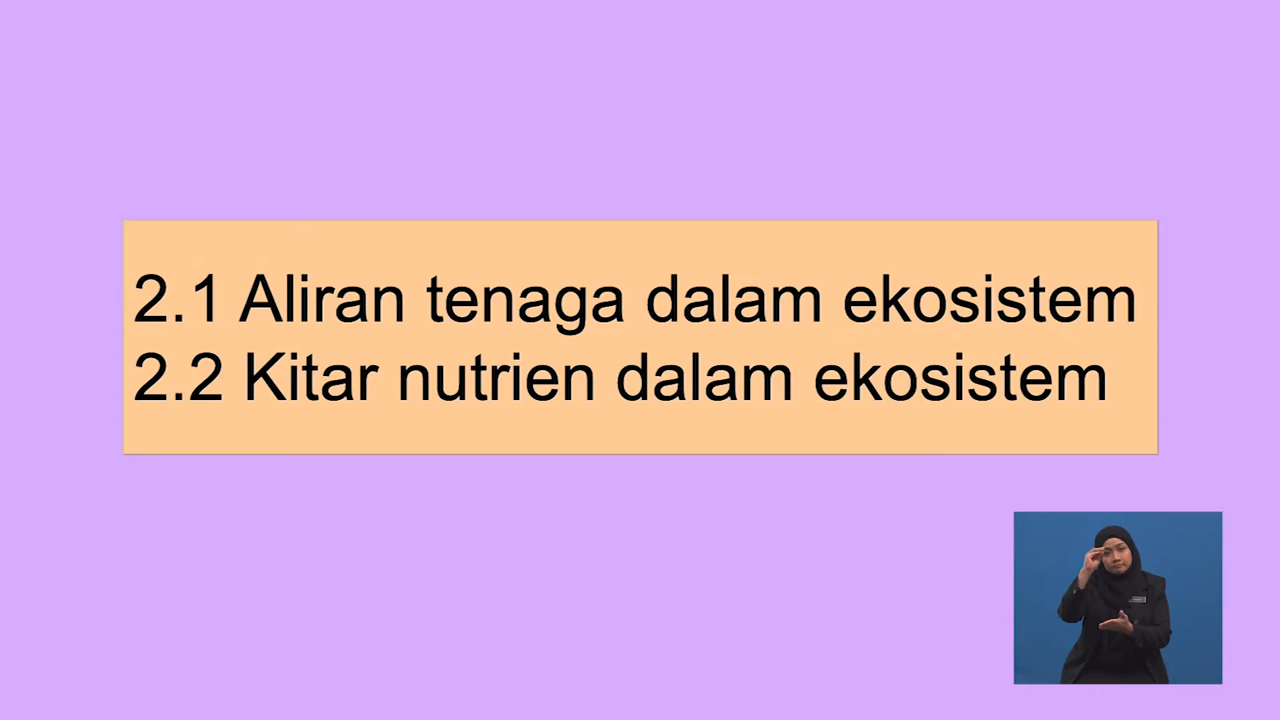 2.1 Aliran tenaga dalam ekosistem
2.2 Kitar nutrien dalam ekosistem